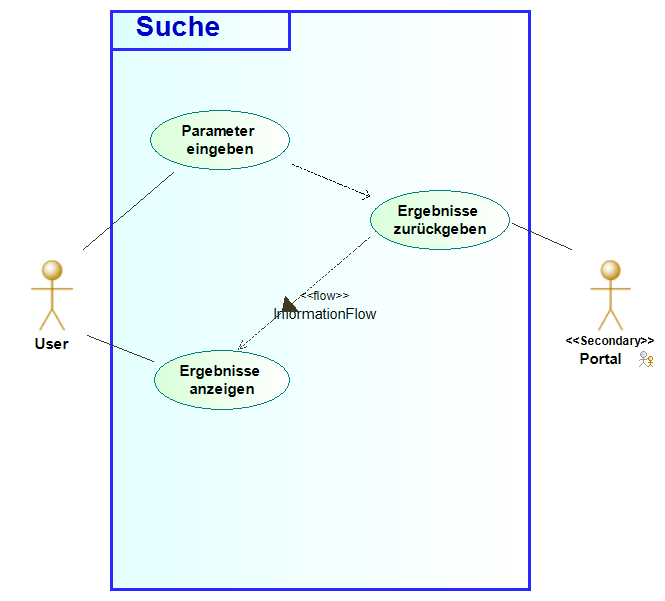 Suche
Parameter
eingeben
Ergebnisse
zurückgeben
<<flow>>
InformationFlow
User
<<Secondary>>
Portal
Ergebnisse
anzeigen